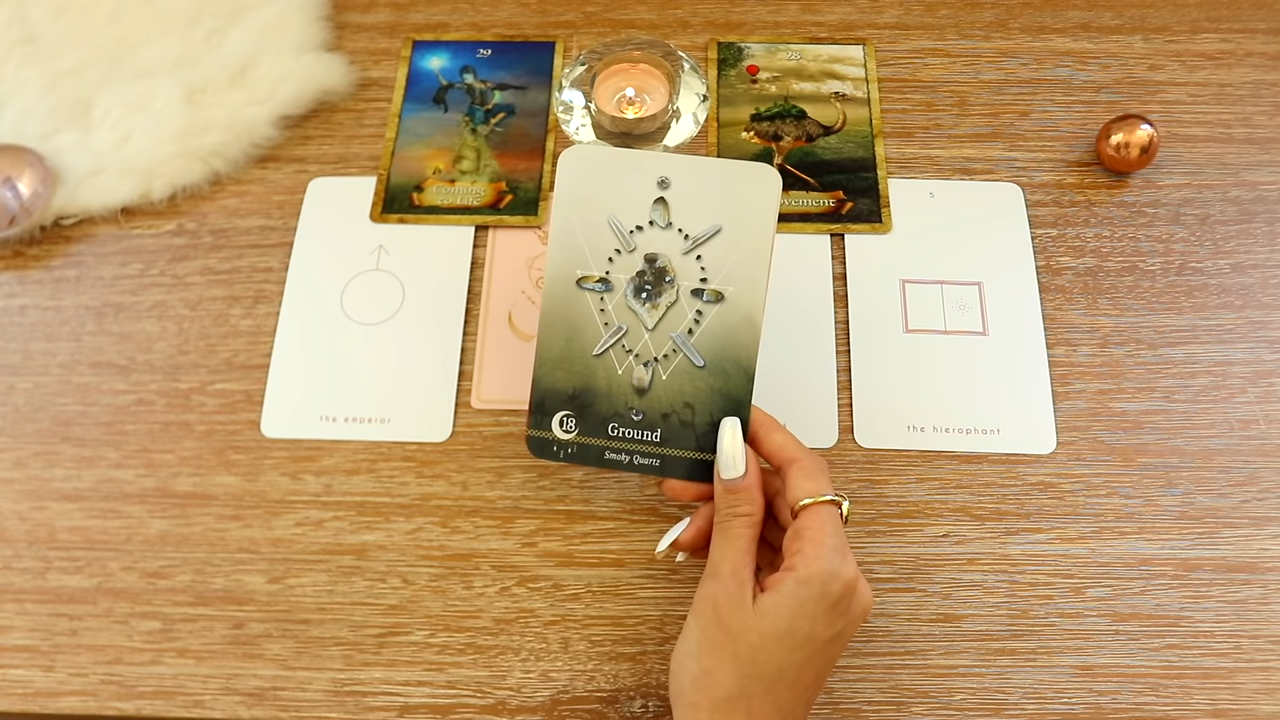 29
Coming
to Life
28
ovement
5
the emperor
the hierophant
18
Ground
Smoky Quartz